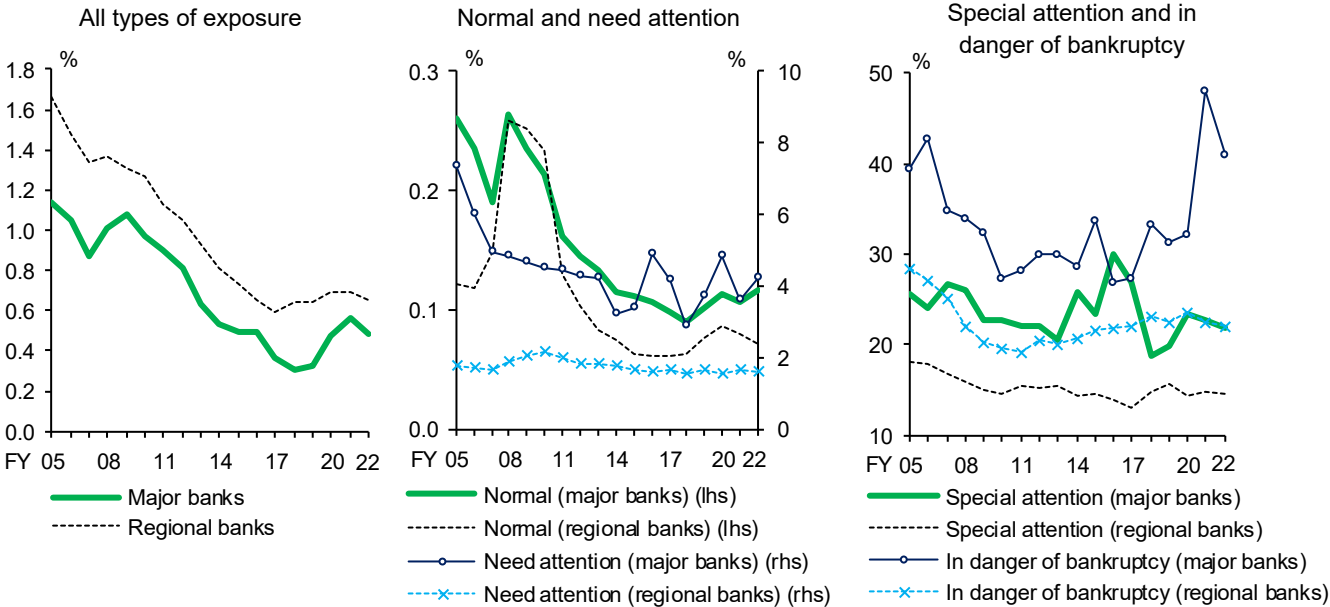 All types of exposure
%
1.8
1.6
1.4
1.2
1.0
0.8
0.6
0.4
0.2
0.0
FY 05 08 11 14 17 20 22
Major banks
Regional banks
Normal and need attention
% %
0.3 10
8
0.2
6
4
0.1
2
0.0 0
05 08 11 14 17 20 22
Normal (major banks) (lhs)
Normal (regional banks) (lhs)
Need attention (major banks) (rhs)
Need attention (regional banks) (rhs)
Special attention and in
danger of bankruptcy
%
50
40
30
20
10
FY 05 08 11 14 17 20 22
Special attention (major banks)
Special attention (regional banks)
In danger of bankruptcy (major banks)
In danger of bankruptcy (regional banks)